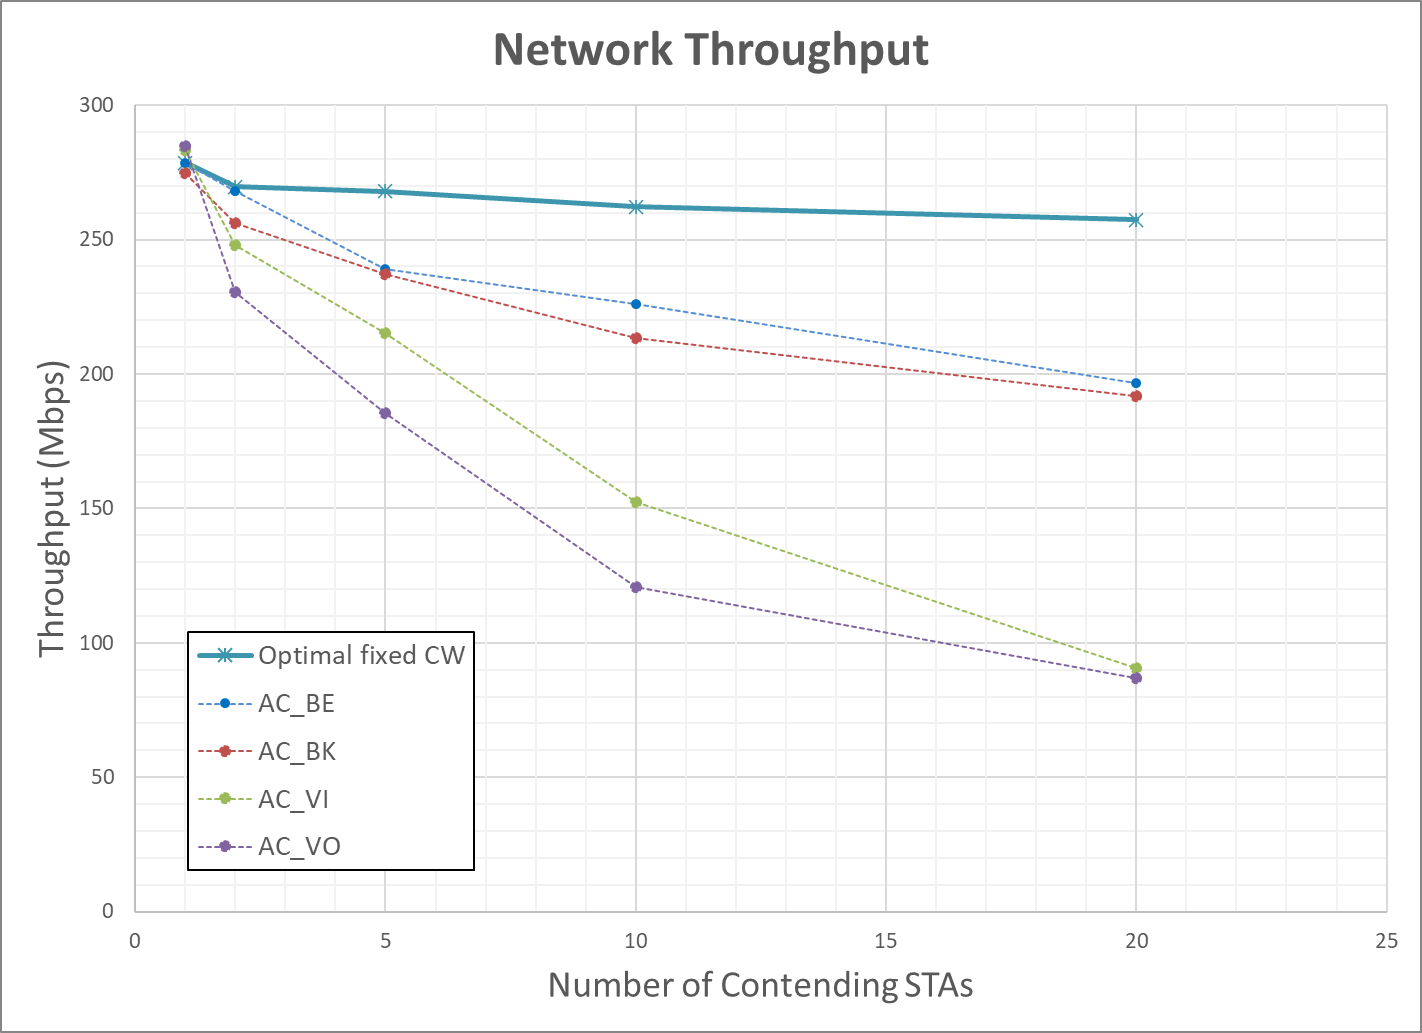 Network Throughput
300
250
200
150
100
50
0
Throughput (Mbps)
Optimal fixed CW
AC_BE
AC_BK
AC_VI
AC_VO
0 5 10 15 20 25
Number of Contending STAs